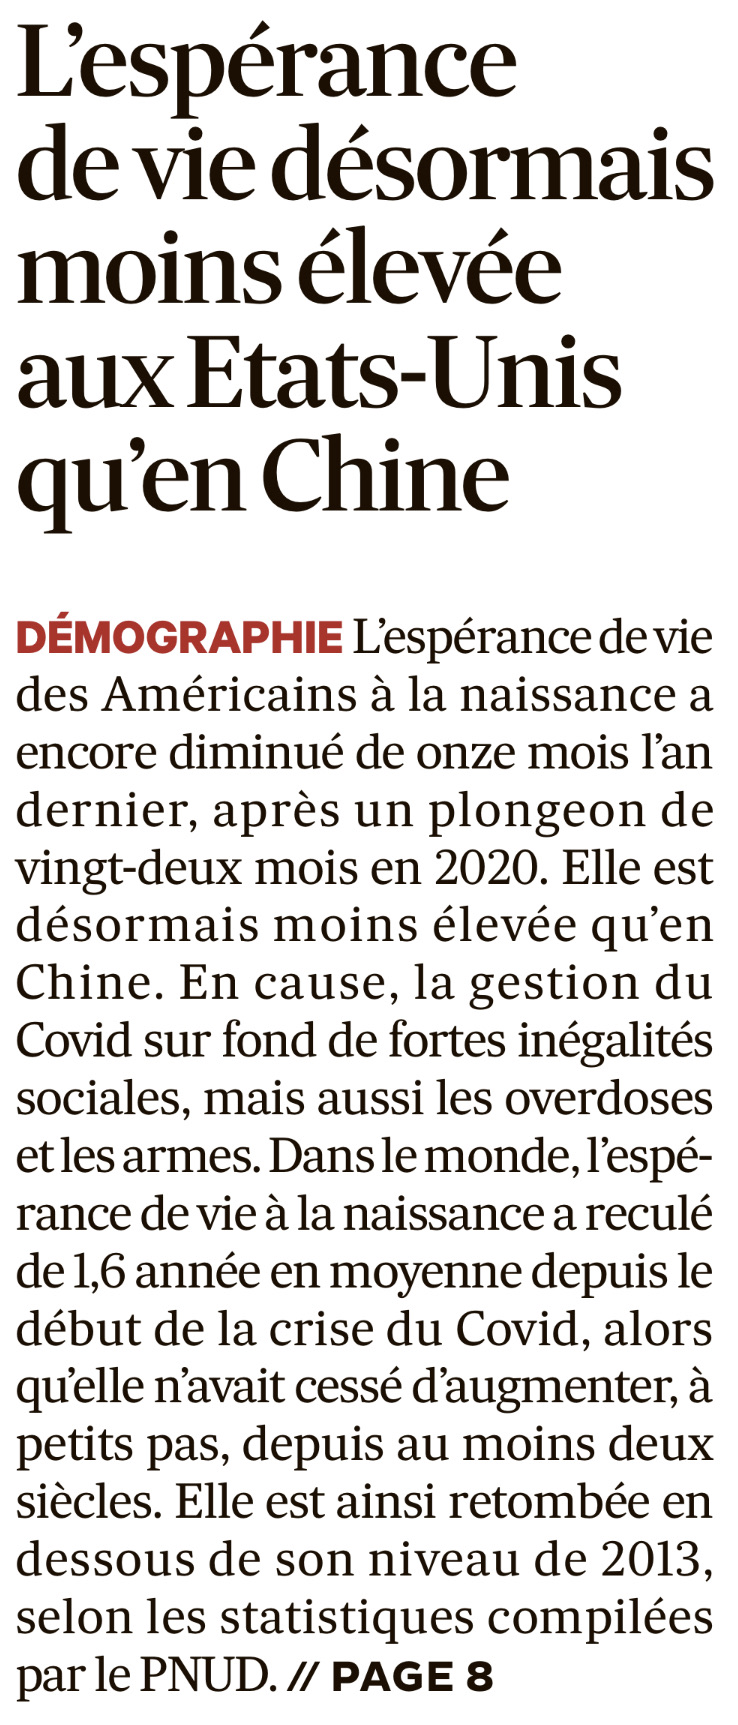 L’espérance
de vie désormais
moins élevée
aux Etats-Unis
qu’en Chine
DÉMOGRAPHIE L’espérance de vie
des Américains à la naissance a
encore diminué de onze mois l’an
dernier, après un plongeon de
vingt-deux mois en 2020. Elle est
désormais moins élevée qu’en
Chine. En cause, la gestion du
Covid sur fond de fortes inégalités
sociales, mais aussi les overdoses
et les armes. Dans le monde, l’espé-
rance de vie à la naissance a reculé
de 1,6 année en moyenne depuis le
début de la crise du Covid, alors
qu’elle n’avait cessé d’augmenter, à
petits pas, depuis au moins deux
siècles. Elle est ainsi retombée en
dessous de son niveau de 2013,
selon les statistiques compilées
par le PNUD. // PAGE 8